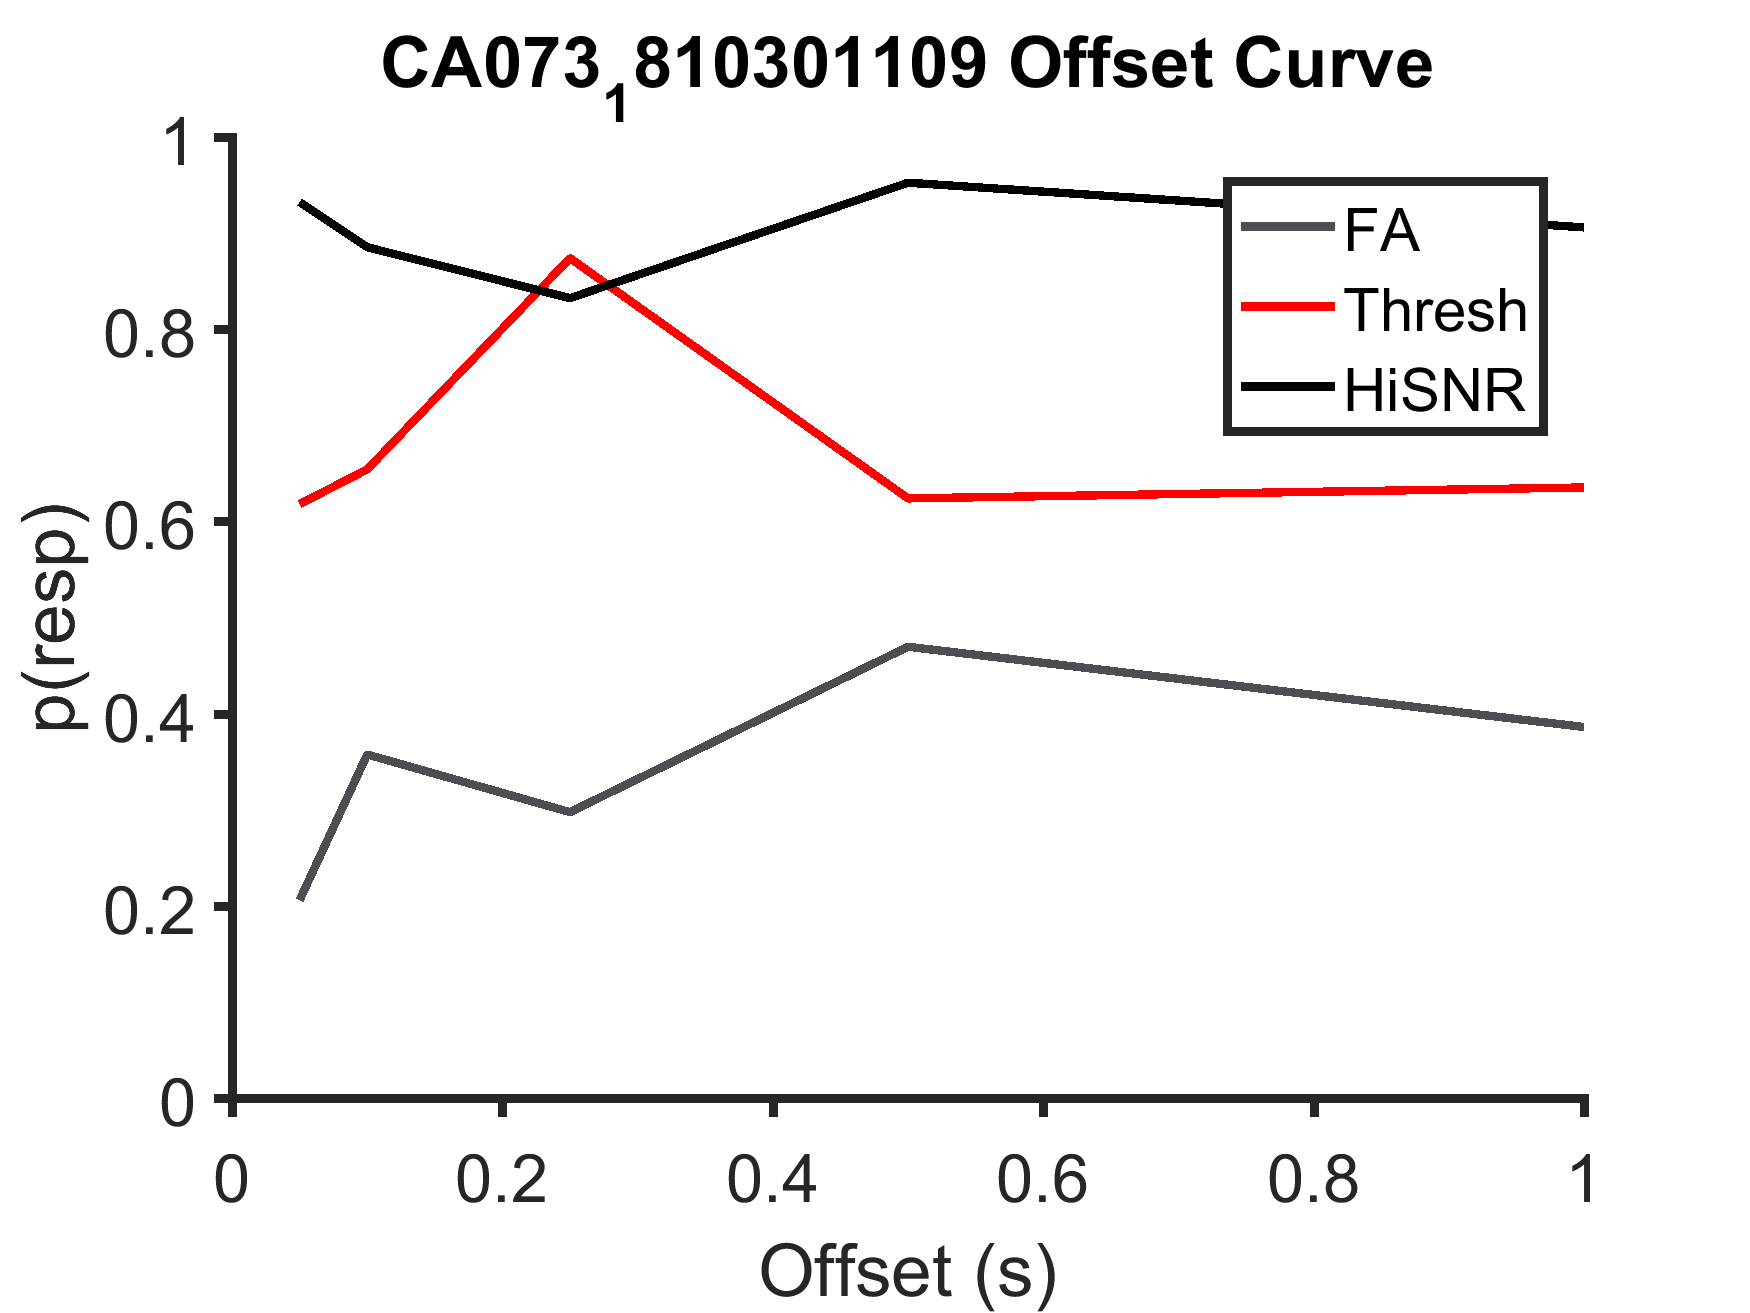 CA073₁810301109 Offset Curve
1
0.8
0.6
0.4
0.2
0
p(resp)
FA
Thresh
HiSNR
0 0.2 0.4 0.6 0.8 1
Offset (s)